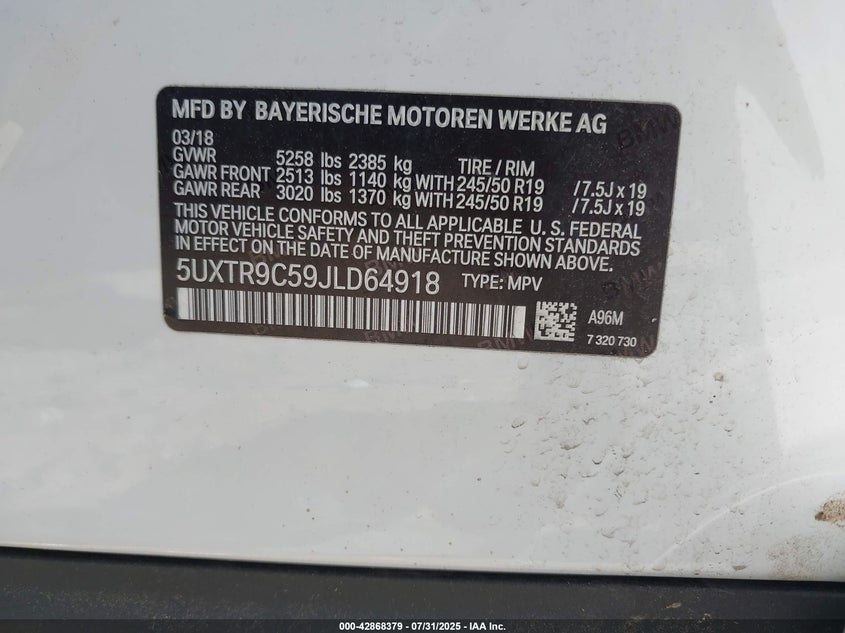 MFD BY BAYERISCHE MOTOREN WERKE AG
03/18
GVWR 5258 lbs 2385 kg TIRE / RIM
GAWR FRONT 2513 lbs 1140 kg WITH 245/50 R19 /7.5J x 19
GAWR REAR 3020 lbs 1370 kg WITH 245/50 R19 /7.5J x 19
THIS VEHICLE CONFORMS TO ALL APPLICABLE U. S. FEDERAL
MOTOR VEHICLE SAFETY AND THEFT PREVENTION STANDARDS
IN EFFECT ON THE DATE OF MANUFACTURE SHOWN ABOVE.
5UXTR9C59JLD64918 TYPE: MPV
A96M
7 320 730
000-42868379 - 07/31/2025 - IAA Inc.